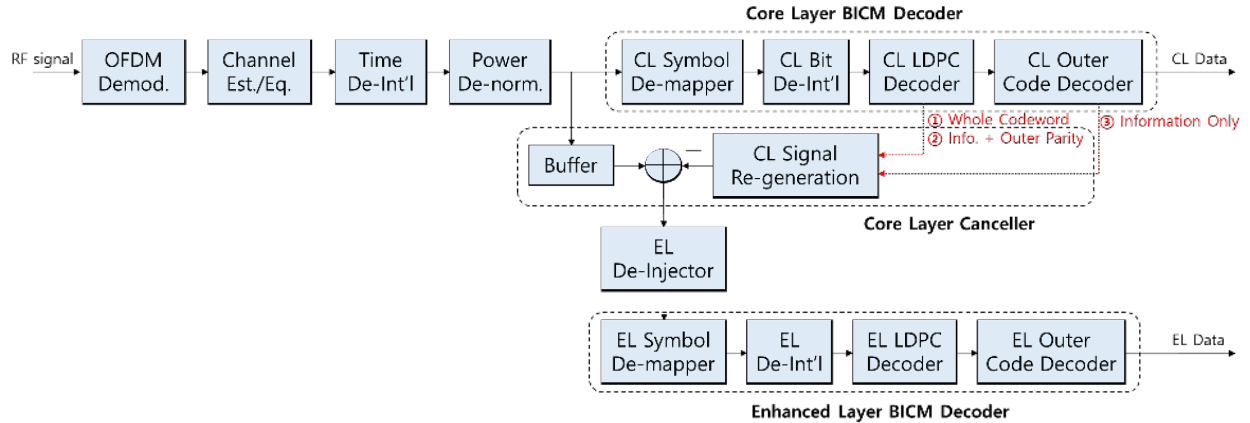 Core Layer BICM Decoder
RF signal
OFDM
Demod.
Channel
Est./Eq.
Time
De-Int'l
Power
De-norm.
CL Symbol
De-mapper
CL Bit
De-Int'l
CL LDPC
Decoder
CL Outer
Code Decoder
CL Data
① Whole Codeword
② Info. + Outer Parity
③ Information Only
Buffer
CL Signal
Re-generation
Core Layer Canceller
EL
De-Injector
EL Symbol
De-mapper
EL
De-Int'l
EL LDPC
Decoder
EL Outer
Code Decoder
EL Data
Enhanced Layer BICM Decoder